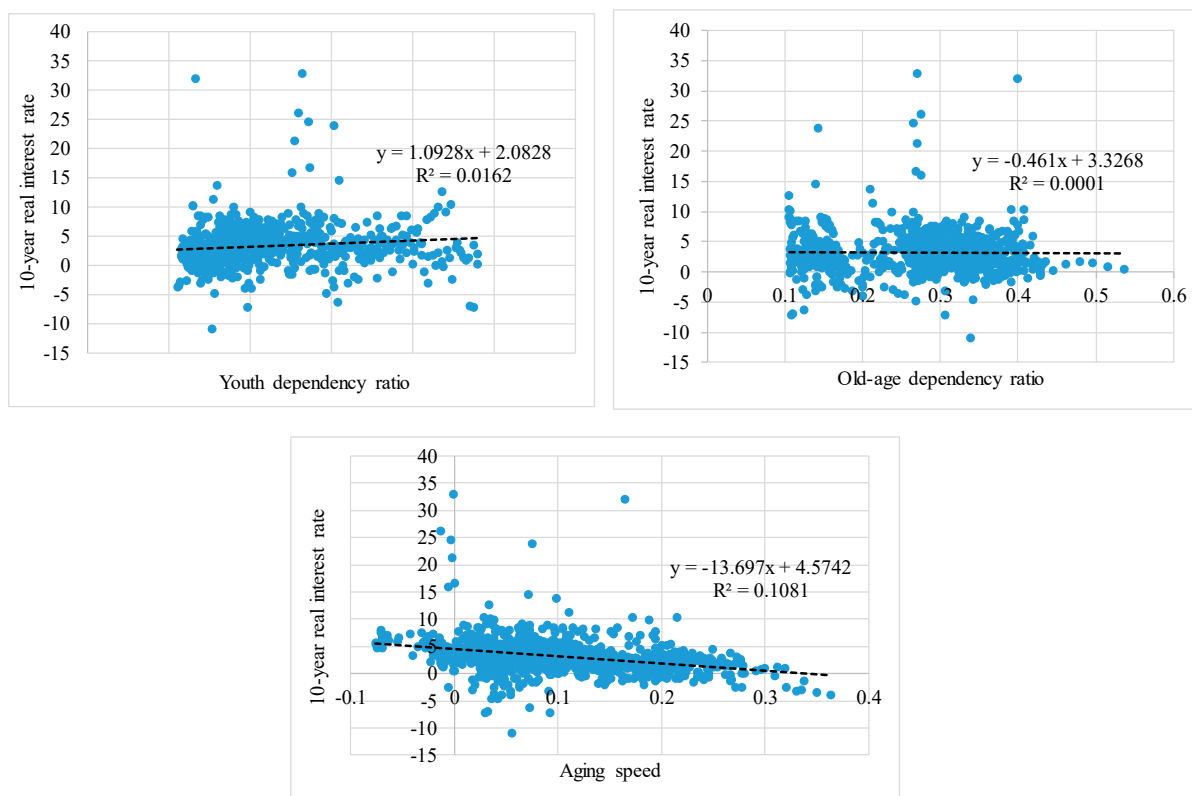 40
35
30
25
20
15
10
5
0
-5
-10
-15
10-year real interest rate
y = 1.0928x + 2.0828
R² = 0.0162
Youth dependency ratio
40
35
30
25
20
15
10
5
0
-5
-10
-15
10-year real interest rate
y = -0.461x + 3.3268
R² = 0.0001
0 0.1 0.2 0.3 0.4 0.5 0.6
Old-age dependency ratio
40
35
30
25
20
15
10
5
0
-5
-10
-15
10-year real interest rate
y = -13.697x + 4.5742
R² = 0.1081
-0.1 0 0.1 0.2 0.3 0.4
Aging speed